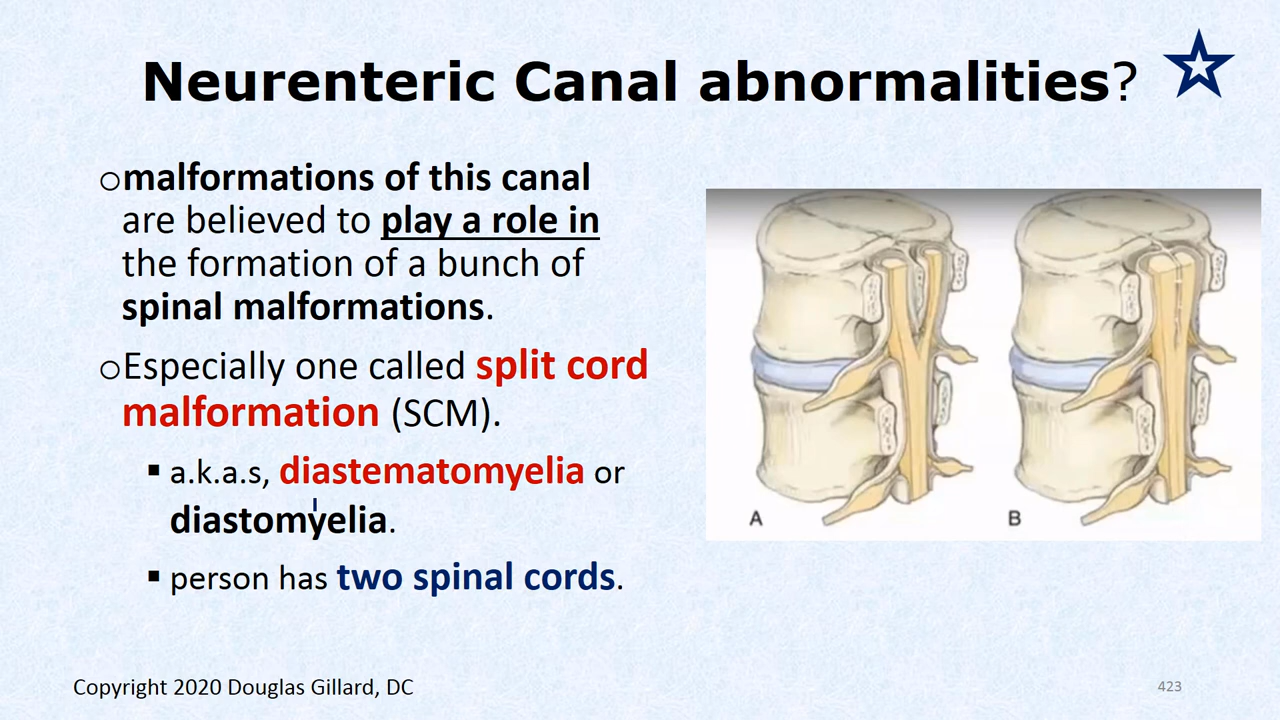 Neurenteric Canal abnormalities?
omalformations of this canal
are believed to play a role in
the formation of a bunch of
spinal malformations.
oEspecially one called split cord
malformation (SCM).
▪ a.k.a.s, diastematomyelia or
diastomyelia.
▪ person has two spinal cords.
A
B
Copyright 2020 Douglas Gillard, DC
423